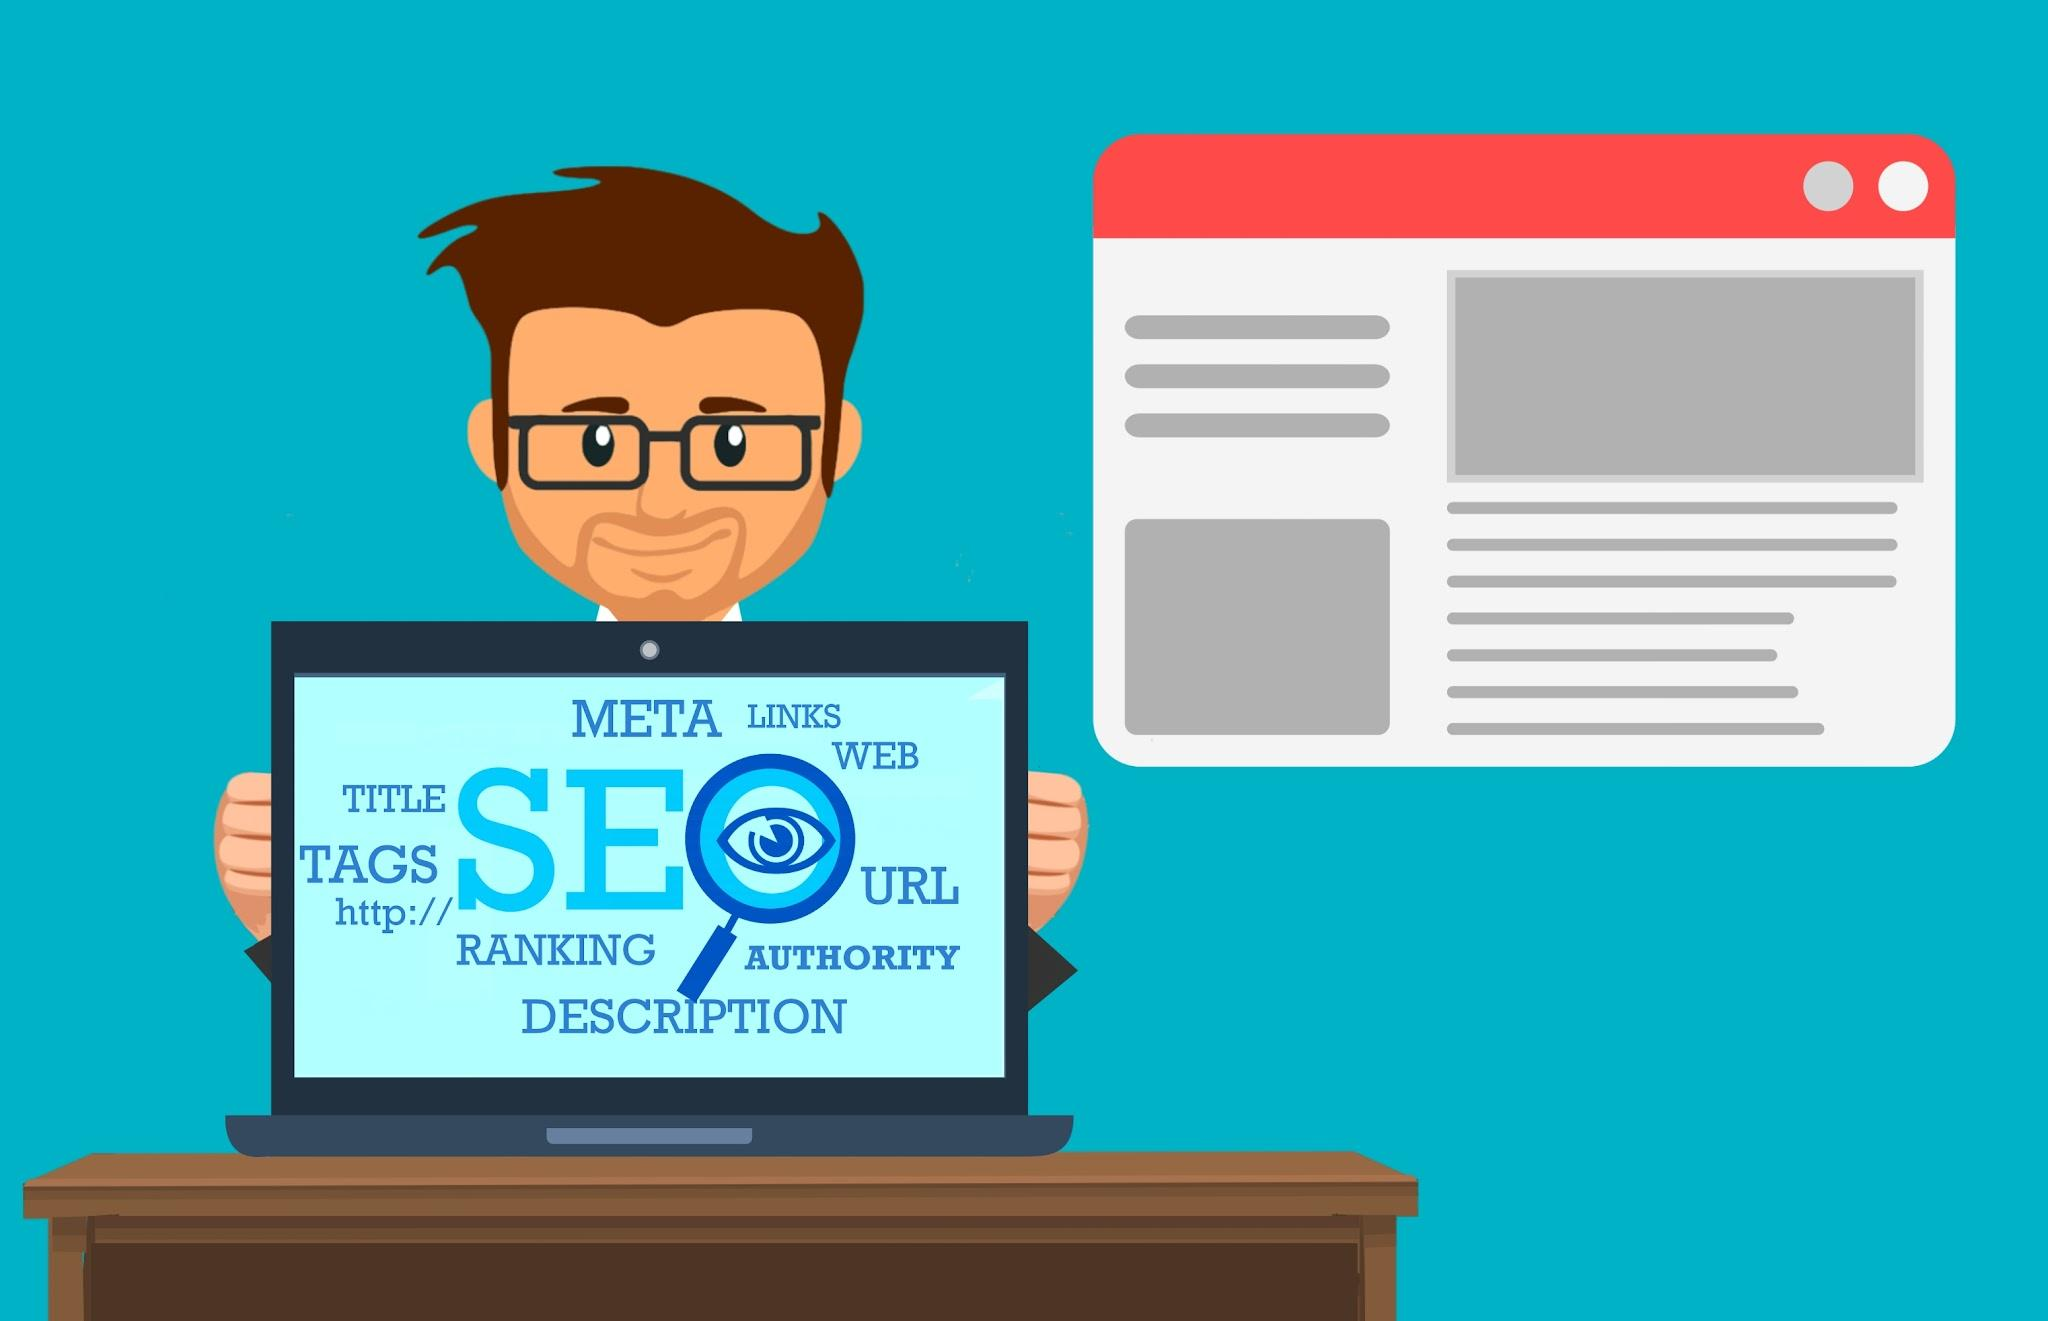 META
LINKS
WEB
TITLE
SEO
TAGS
URL
http://
RANKING
AUTHORITY
DESCRIPTION